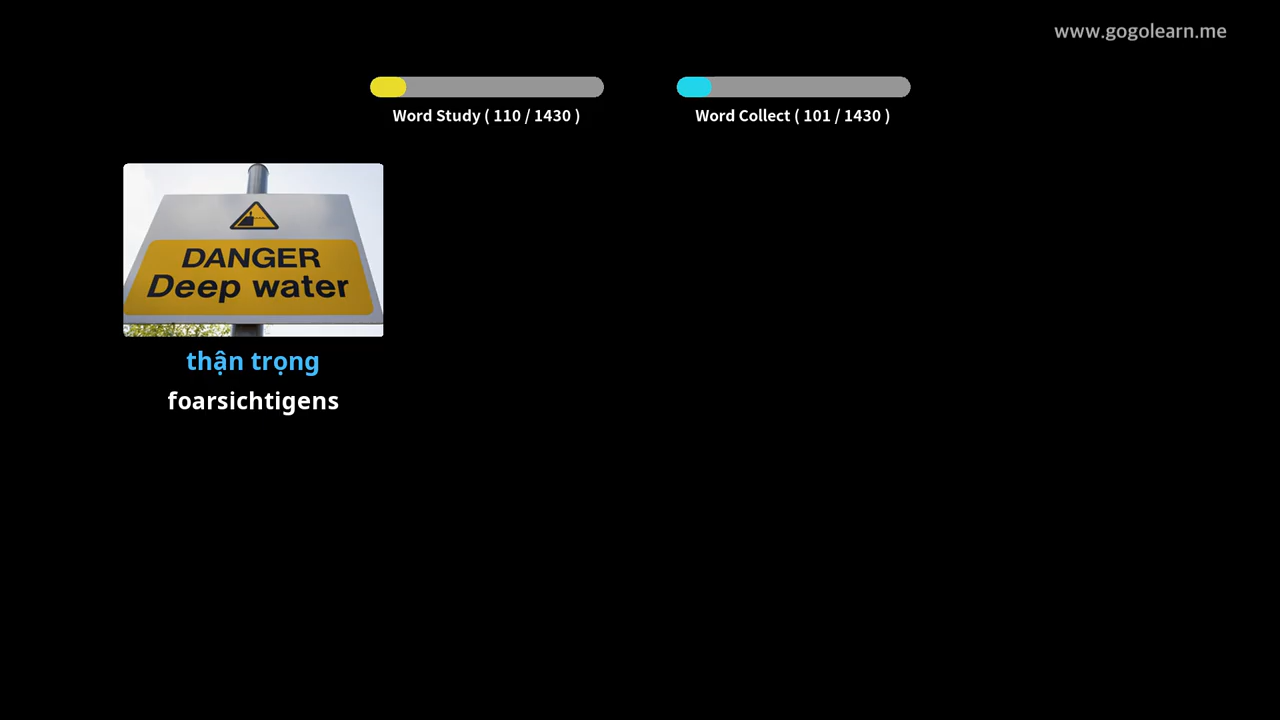 www.gogolearn.me
Word Study ( 110 / 1430 )
Word Collect ( 101 / 1430 )
DANGER
Deep water
thận trọng
foarsichtigens